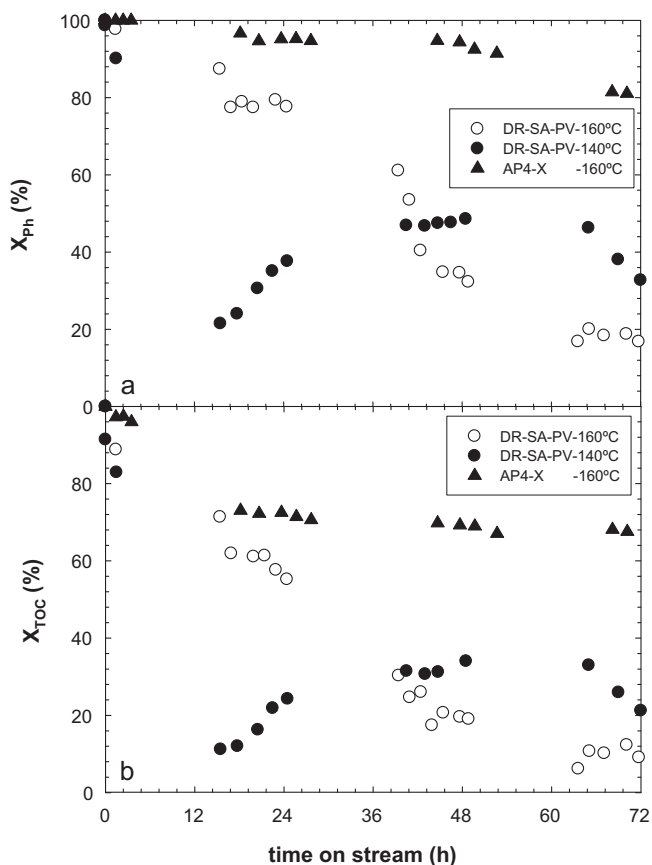 100
80
60
40
20
0
X_Ph (%)
DR-SA-PV-160ºC
DR-SA-PV-140ºC
AP4-X -160ºC
a
80
60
40
20
0
X_TOC (%)
DR-SA-PV-160ºC
DR-SA-PV-140ºC
AP4-X -160ºC
b
0 12 24 36 48 60 72
time on stream (h)